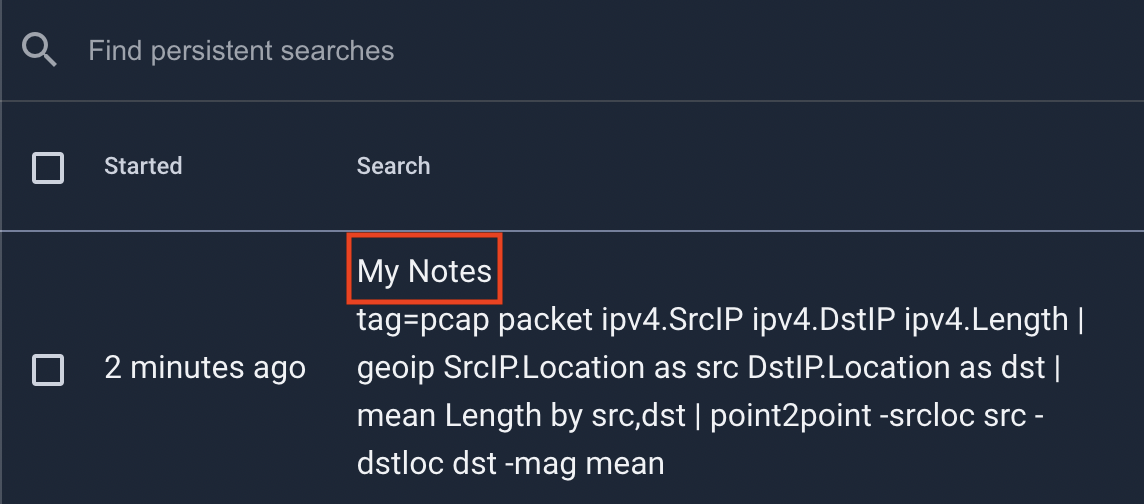 Find persistent searches
Started
Search
My Notes
tag=pcap packet ipv4.SrcIP ipv4.DstIP ipv4.Length |
2 minutes ago
geoip SrcIP.Location as src DstIP.Location as dst |
mean Length by src,dst | point2point -srcloc src -
dstloc dst -mag mean